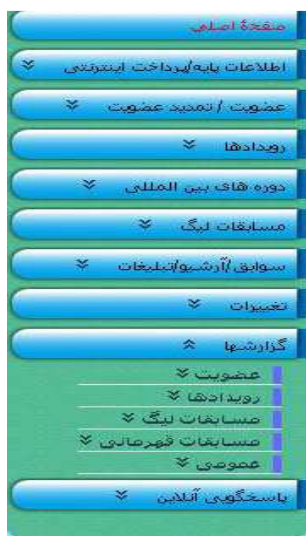 صفحهٔ اصلي
اطلاعات پایه/پرداخت اینترنتی
عضویت / تمدید عضویت
رویدادها
دوره های بین المللی
مسابقات لیگ
سوابق/آرشیو/تبلیغات
تغییرات
گزارشها
عضویت
رویدادها
مسابقات لیگ
مسابقات قهرمانی
عمومی
پاسخگویی آنلاین